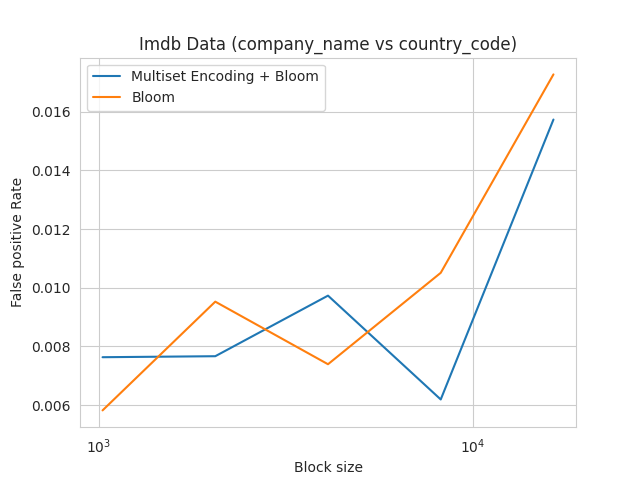 Imdb Data (company_name vs country_code)
Multiset Encoding + Bloom
Bloom
0.016
0.014
0.012
0.010
0.008
0.006
False positive Rate
10³
10⁴
Block size